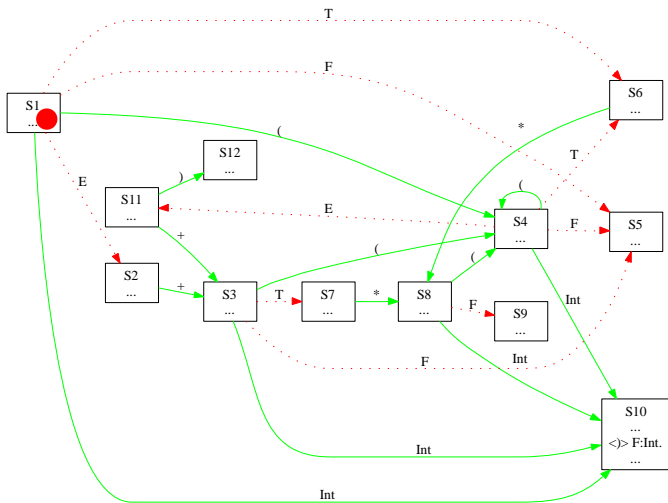 T
S1
...
F
S6
...
*
(
S12
...
)
T
(
E
S11
...
E
S4
...
F
S5
...
+
(
S2
...
+
S3
...
T
S7
...
*
S8
...
(
F
S9
...
Int
Int
F
S10
...
<)> F:Int.
...
Int
Int